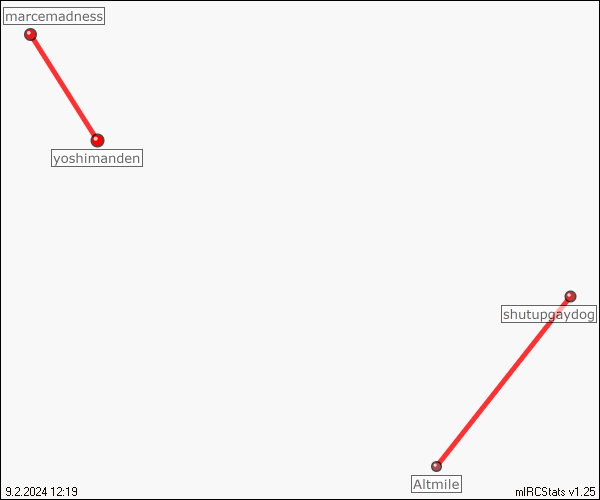 marcemadness
yoshimanden
shutupgaydog
Altmile
9.2.2024 12:19
mIRCStats v1.25